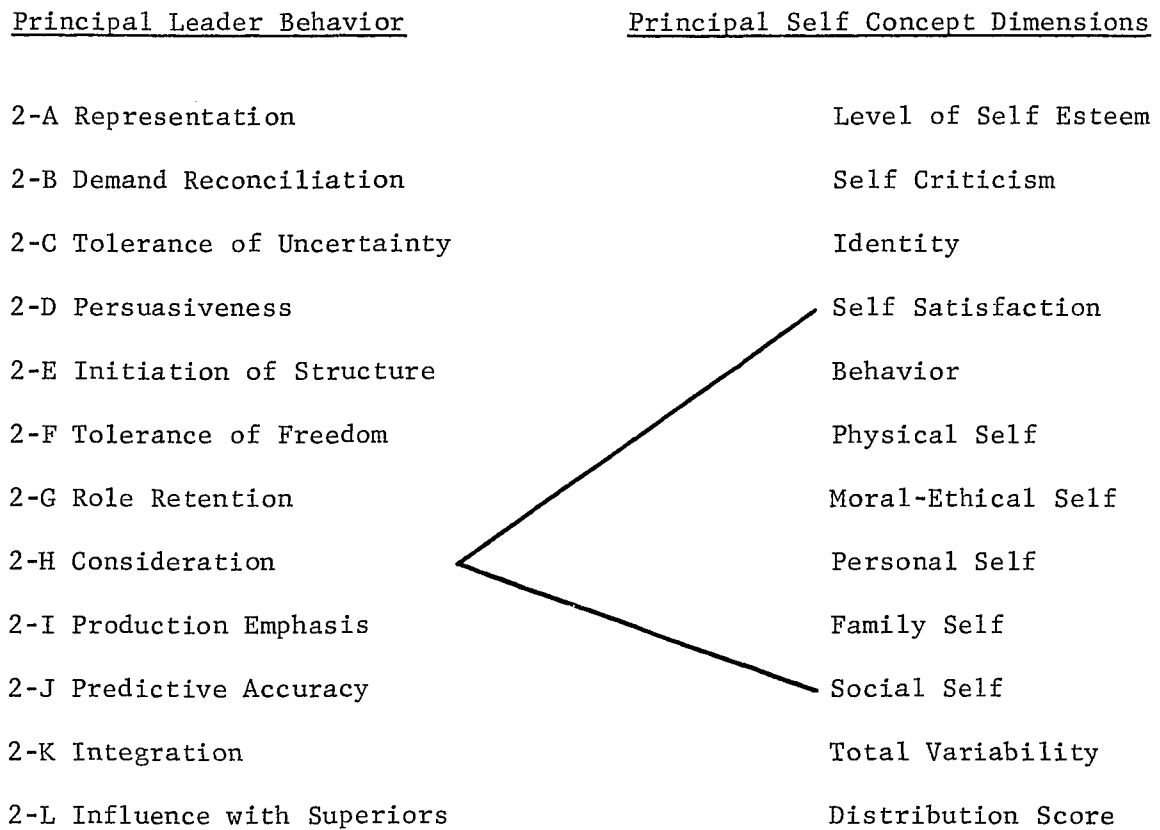 Principal Leader Behavior Principal Self Concept Dimensions
2-A Representation Level of Self Esteem
2-B Demand Reconciliation Self Criticism
2-C Tolerance of Uncertainty Identity
2-D Persuasiveness Self Satisfaction
2-E Initiation of Structure Behavior
2-F Tolerance of Freedom Physical Self
2-G Role Retention Moral-Ethical Self
2-H Consideration Personal Self
2-I Production Emphasis Family Self
2-J Predictive Accuracy Social Self
2-K Integration Total Variability
2-L Influence with Superiors Distribution Score